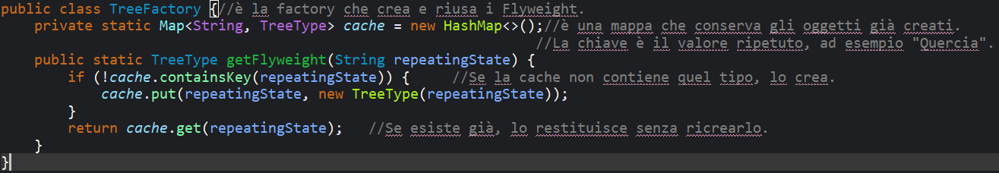 public class TreeFactory {//è la factory che crea e riusa i Flyweight.
    private static Map<String, TreeType> cache = new HashMap<>();//è una mappa che conserva gli oggetti già creati.
                                                                //La chiave è il valore ripetuto, ad esempio "Quercia".
    public static TreeType getFlyweight(String repeatingState) {
        if (!cache.containsKey(repeatingState)) {     //Se la cache non contiene quel tipo, lo crea.
            cache.put(repeatingState, new TreeType(repeatingState));
        }
        return cache.get(repeatingState);   //Se esiste già, lo restituisce senza ricrearlo.
    }
}